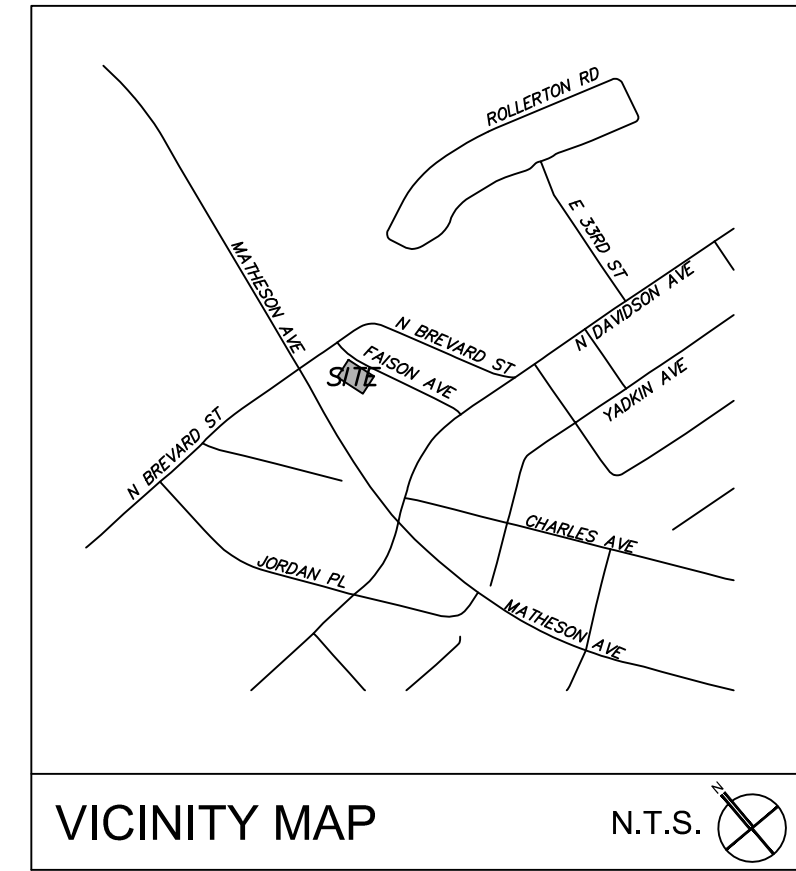 ROLLERTON RD
E 33RD ST
MATHESON AVE
N DAVIDSON AVE
N BREVARD ST
FAISON AVE
SITE
YADKIN AVE
N BREVARD ST
CHARLES AVE
JORDAN PL
MATHESON AVE
VICINITY MAP
N.T.S.
N